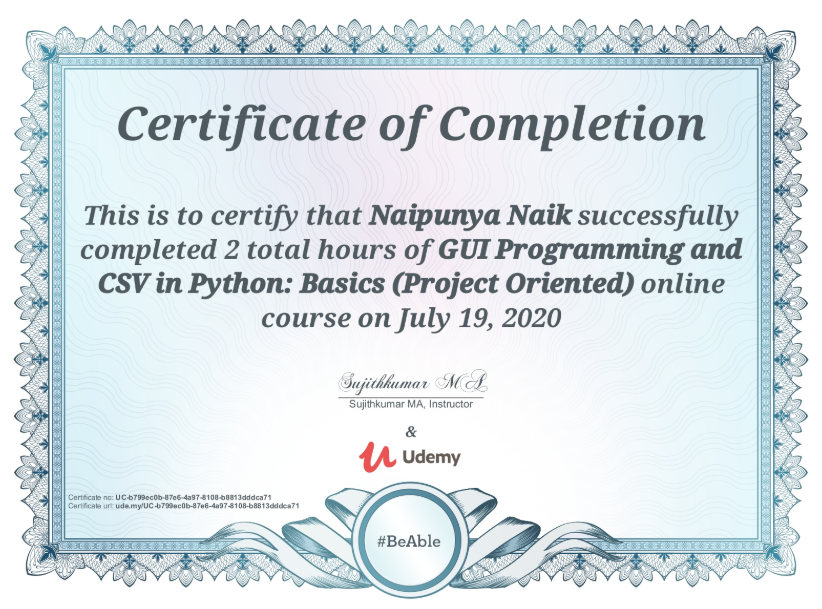 Certificate of Completion
This is to certify that Naipunya Naik successfully
completed 2 total hours of GUI Programming and
CSV in Python: Basics (Project Oriented) online
course on July 19, 2020
Sujithkumar MA
Sujithkumar MA, Instructor
&
Udemy
Certificate no: UC-b799ec0b-87e6-4a97-8108-b8813dddca71
Certificate url: ude.my/UC-b799ec0b-87e6-4a97-8108-b8813dddca71
#BeAble